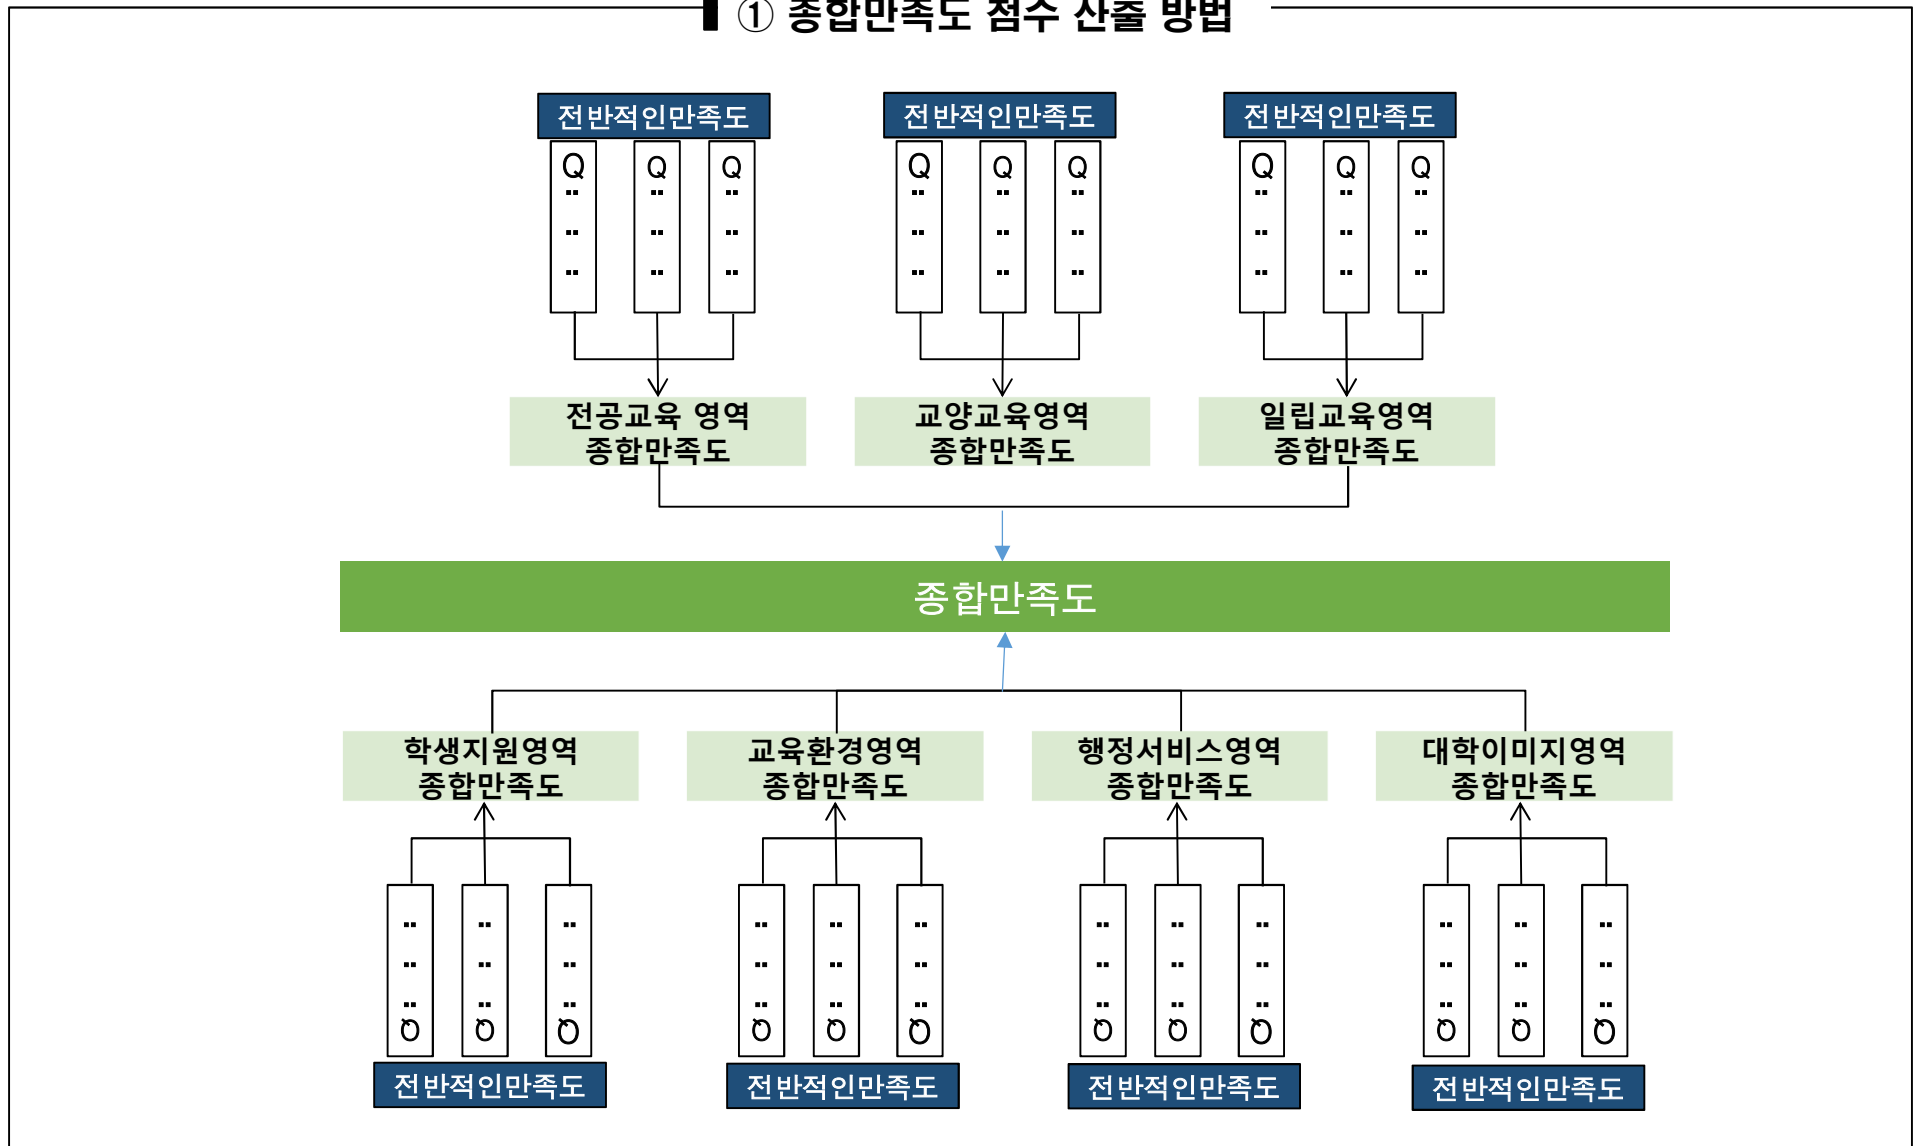 ① 종합만족도 점수 산출 방법
전반적인만족도 전반적인만족도 전반적인만족도
Q Q Q Q Q Q Q Q Q
전공교육 영역
종합만족도
교양교육영역
종합만족도
일립교육영역
종합만족도
종합만족도
학생지원영역
종합만족도
교육환경영역
종합만족도
행정서비스영역
종합만족도
대학이미지영역
종합만족도
Q Q Q Q Q Q Q Q Q Q Q Q
전반적인만족도 전반적인만족도 전반적인만족도 전반적인만족도